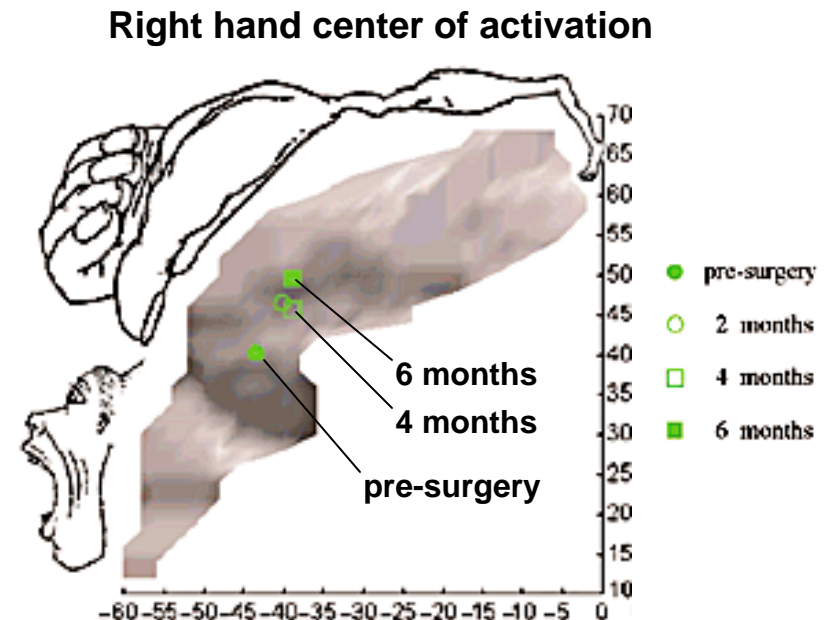 Right hand center of activation
70
65
60
55
50
45
40
35
30
25
20
15
10
pre-surgery
2 months
4 months
6 months
6 months
4 months
pre-surgery
-60 -55 -50 -45 -40 -35 -30 -25 -20 -15 -10 -5 0